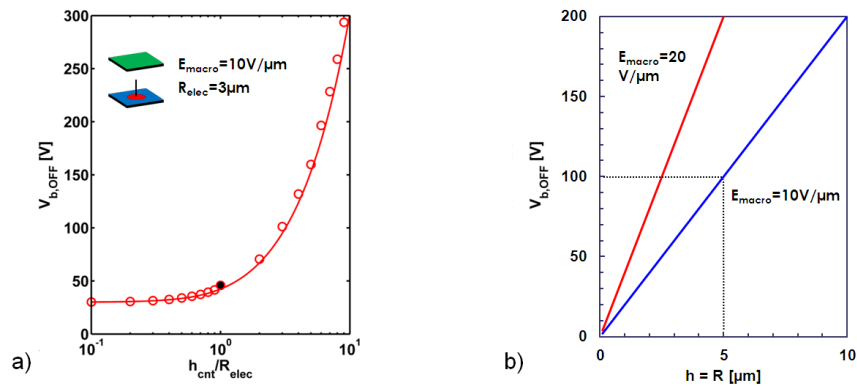 300
250
200
150
100
50
0
V_b,OFF [V]
E_macro=10V/µm
R_elec=3µm
10^-1
10^0
10^1
h_cnt/R_elec
a)
200
150
100
50
0
V_b,OFF [V]
E_macro=20
V/µm
E_macro=10V/µm
0
5
10
h = R [µm]
b)